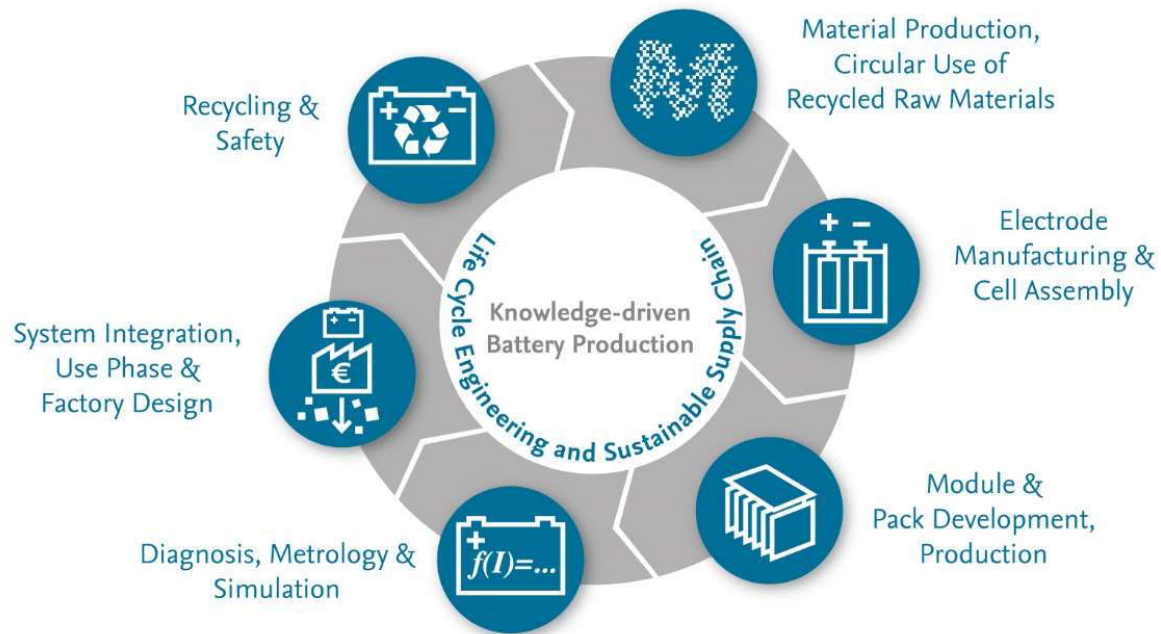 Material Production,
Circular Use of
Recycled Raw Materials
Electrode
Manufacturing &
Cell Assembly
Module &
Pack Development,
Production
Diagnosis, Metrology &
Simulation
System Integration,
Use Phase &
Factory Design
Recycling &
Safety
Life Cycle Engineering and Sustainable Supply Chain
Knowledge-driven
Battery Production
M
+ -
+
f(I)=...
+ -
€
+ -